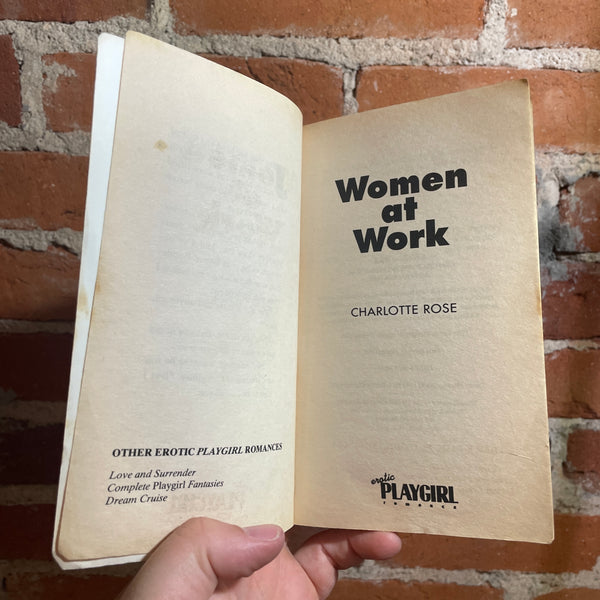 OTHER EROTIC PLAYGIRL ROMANCES
Love and Surrender
Complete Playgirl Fantasies
Dream Cruise
Women
at
Work
CHARLOTTE ROSE
erotic
PLAYGIRL
romance